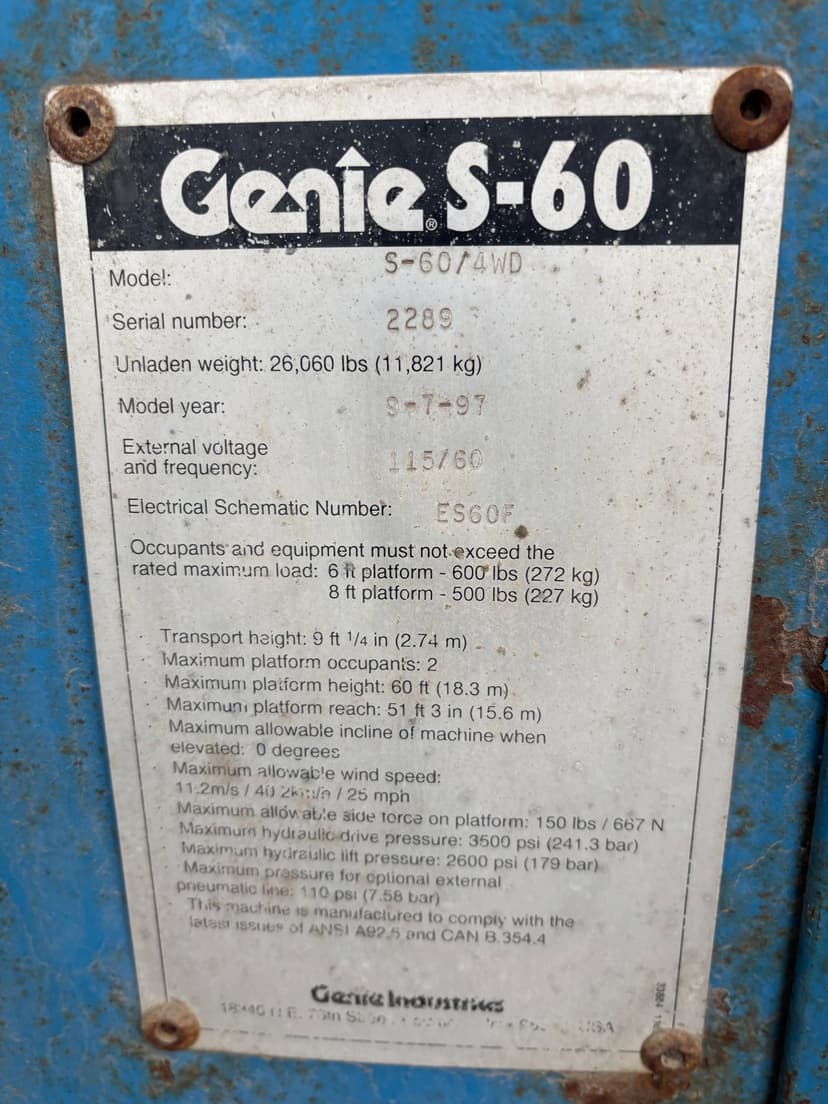 Genie® S-60
Model: S-60/4WD
Serial number: 2289
Unladen weight: 26,060 lbs (11,821 kg)
Model year: 9-7-97
External voltage
and frequency: 115/60
Electrical Schematic Number: ES60F
Occupants and equipment must not exceed the
rated maximum load: 6 ft platform - 600 lbs (272 kg)
8 ft platform - 500 lbs (227 kg)
· Transport height: 9 ft 1/4 in (2.74 m)
· Maximum platform occupants: 2
· Maximum platform height: 60 ft (18.3 m)
· Maximum platform reach: 51 ft 3 in (15.6 m)
· Maximum allowable incline of machine when
elevated: 0 degrees
· Maximum allowable wind speed:
11.2m/s / 40.2km/h / 25 mph
· Maximum allowable side force on platform: 150 lbs / 667 N
· Maximum hydraulic drive pressure: 3500 psi (241.3 bar)
· Maximum hydraulic lift pressure: 2600 psi (179 bar)
· Maximum pressure for optional external
pneumatic line: 110 psi (7.58 bar)
· This machine is manufactured to comply with the
latest issues of ANSI A92.5 and CAN B.354.4
Genie Industries
USA